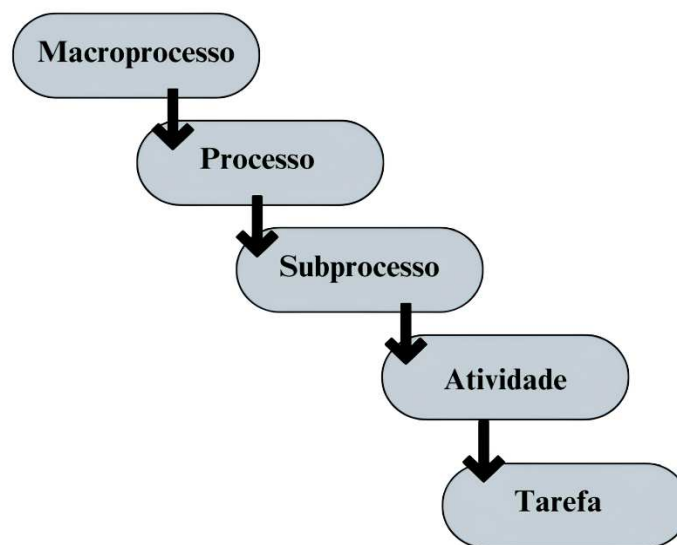 Macroprocesso
Processo
Subprocesso
Atividade
Tarefa